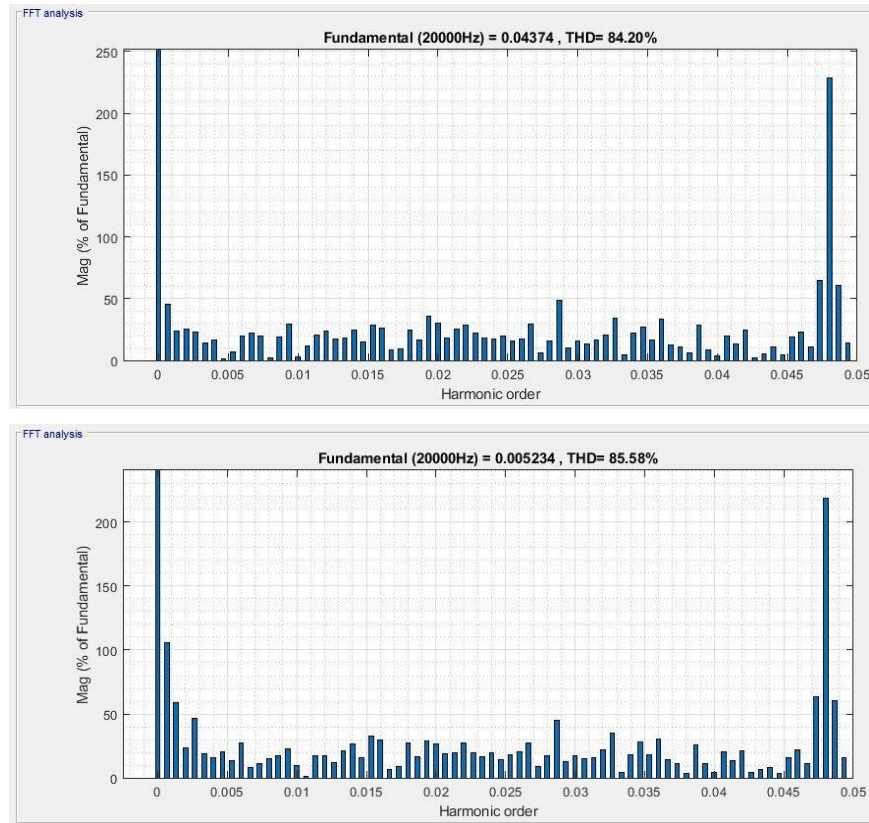 FFT analysis
Fundamental (20000Hz) = 0.04374 , THD= 84.20%
Mag (% of Fundamental)
250
200
150
100
50
0
0 0.005 0.01 0.015 0.02 0.025 0.03 0.035 0.04 0.045 0.05
Harmonic order
FFT analysis
Fundamental (20000Hz) = 0.005234 , THD= 85.58%
Mag (% of Fundamental)
200
150
100
50
0
0 0.005 0.01 0.015 0.02 0.025 0.03 0.035 0.04 0.045 0.05
Harmonic order